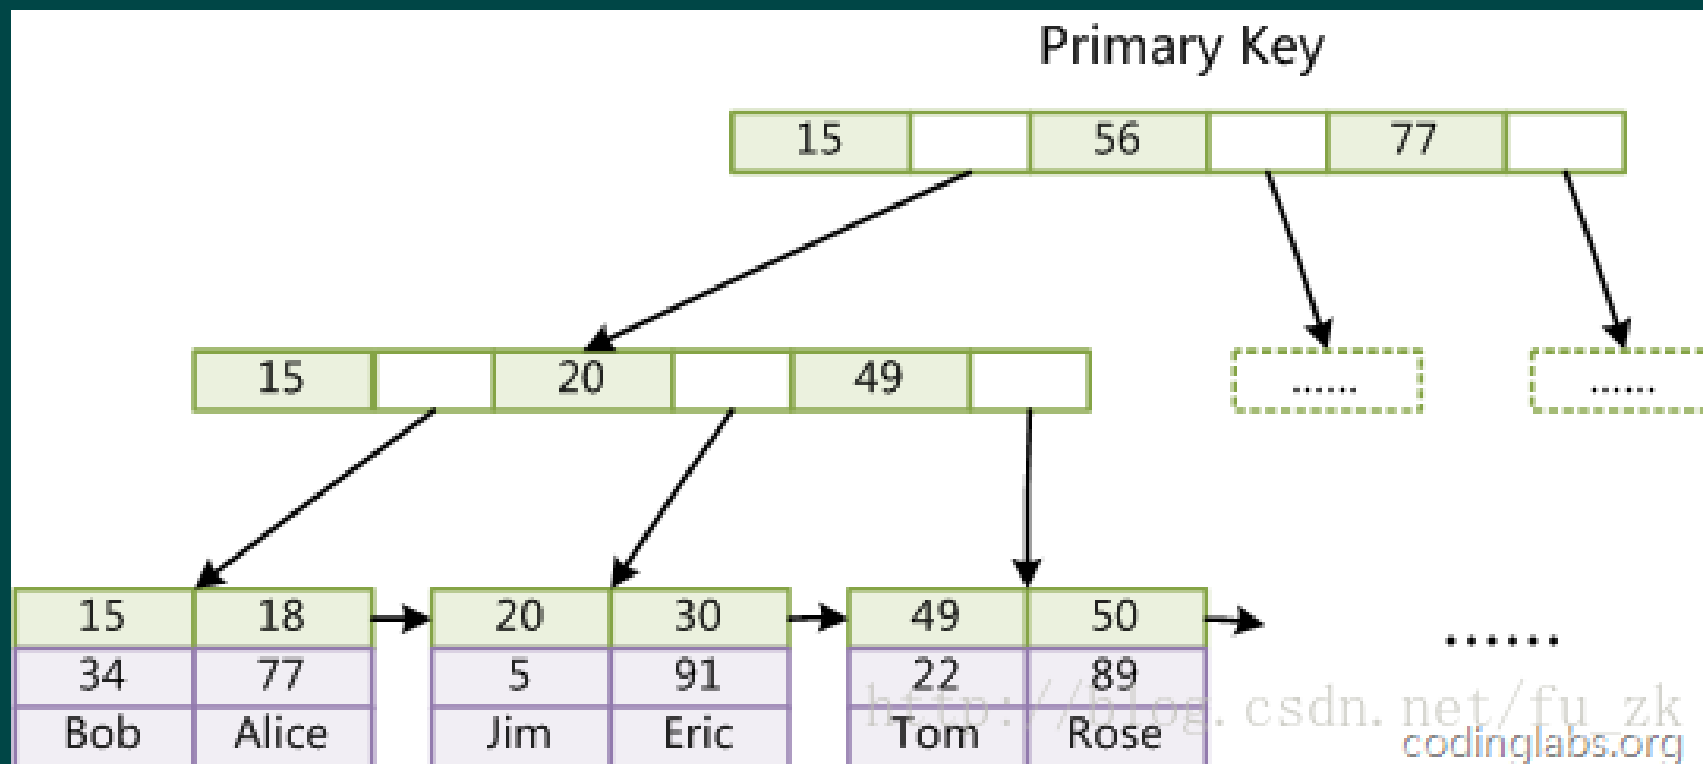 Primary Key
15 56 77
15 20 49
...... ......
15 18 20 30 49 50
......
34 77 5 91 22 89
http://blog.csdn.net/fu_zk
Bob Alice Jim Eric Tom Rose
codinglabs.org